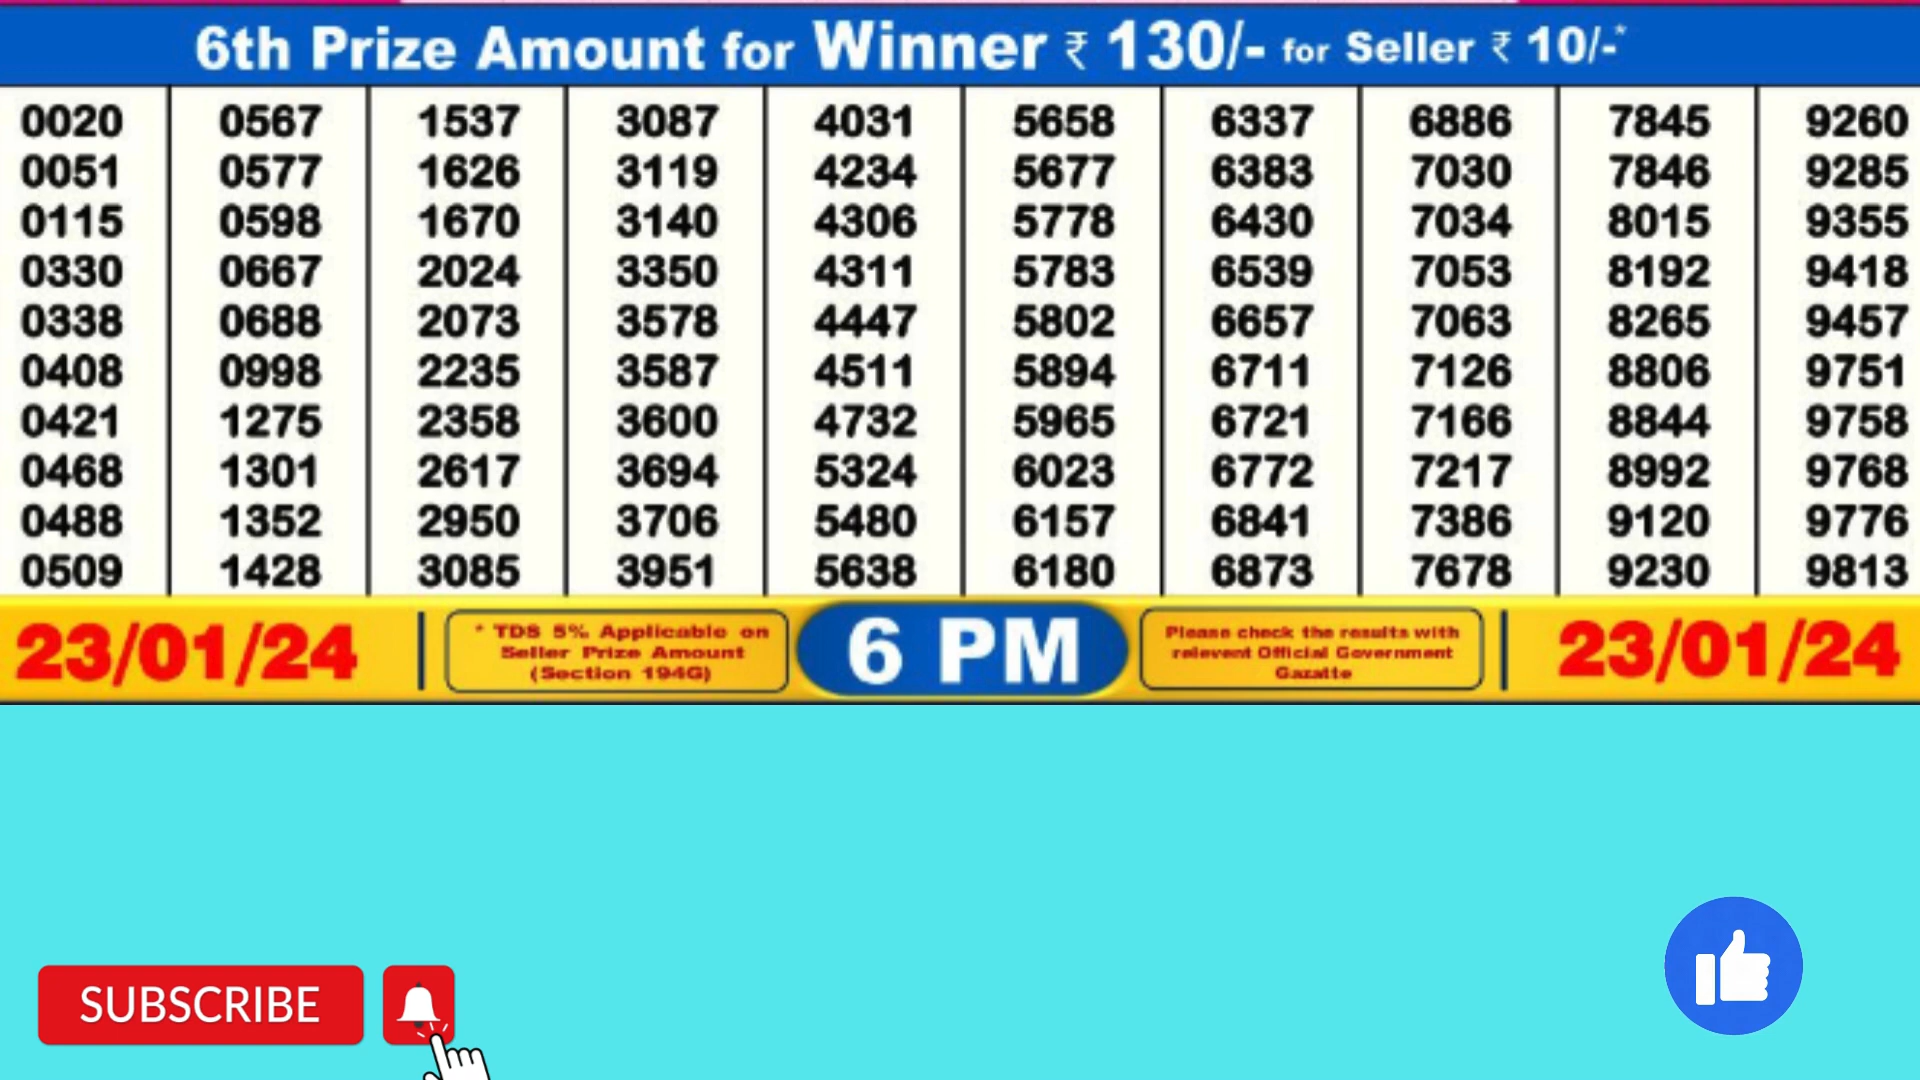 6th Prize Amount for Winner ₹ 130/- for Seller ₹ 10/-*
0020 0567 1537 3087 4031 5658 6337 6886 7845 9260
0051 0577 1626 3119 4234 5677 6383 7030 7846 9285
0115 0598 1670 3140 4306 5778 6430 7034 8015 9355
0330 0667 2024 3350 4311 5783 6539 7053 8192 9418
0338 0688 2073 3578 4447 5802 6657 7063 8265 9457
0408 0998 2235 3587 4511 5894 6711 7126 8806 9751
0421 1275 2358 3600 4732 5965 6721 7166 8844 9758
0468 1301 2617 3694 5324 6023 6772 7217 8992 9768
0488 1352 2950 3706 5480 6157 6841 7386 9120 9776
0509 1428 3085 3951 5638 6180 6873 7678 9230 9813
23/01/24
* TDS 5% Applicable on
Seller Prize Amount
(Section 194G)
6 PM
Please check the results with
relevent Official Government
Gazatte
23/01/24
SUBSCRIBE